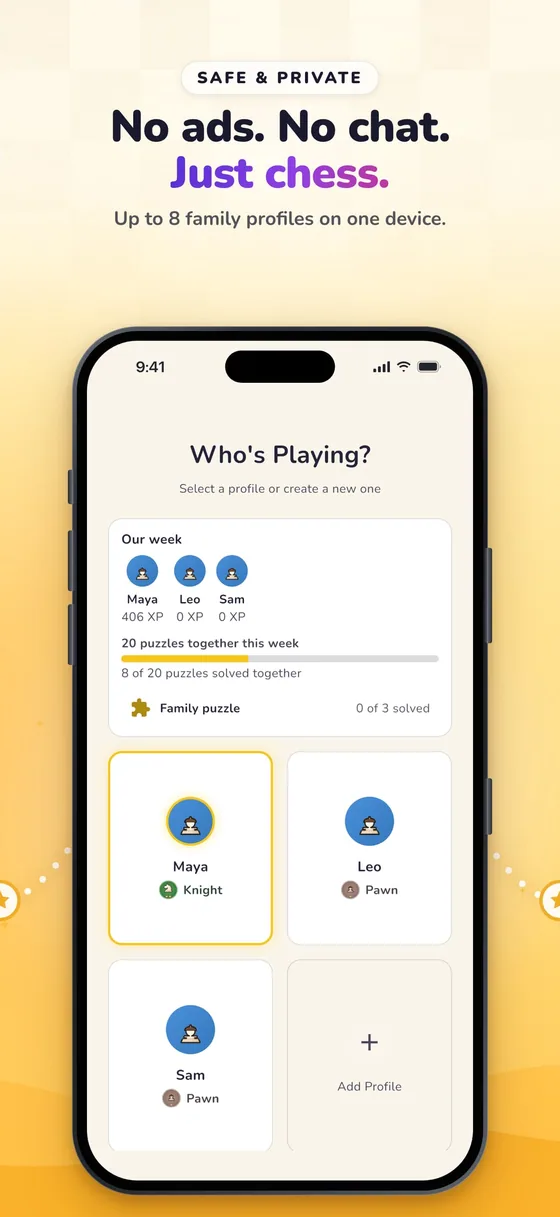 SAFE & PRIVATE
No ads. No chat.
Just chess.
Up to 8 family profiles on one device.
9:41
Who's Playing?
Select a profile or create a new one
Our week
Maya Leo Sam
406 XP 0 XP 0 XP
20 puzzles together this week
8 of 20 puzzles solved together
Family puzzle 0 of 3 solved
Maya Leo
Knight Pawn
Sam
+
Add Profile
Pawn